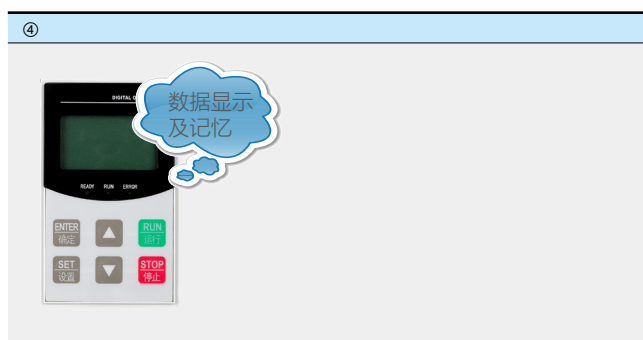 ④
DIGITAL O
数据显示
及记忆
READY RUN ERROR
ENTER
确定
RUN
运行
SET
设置
STOP
停止